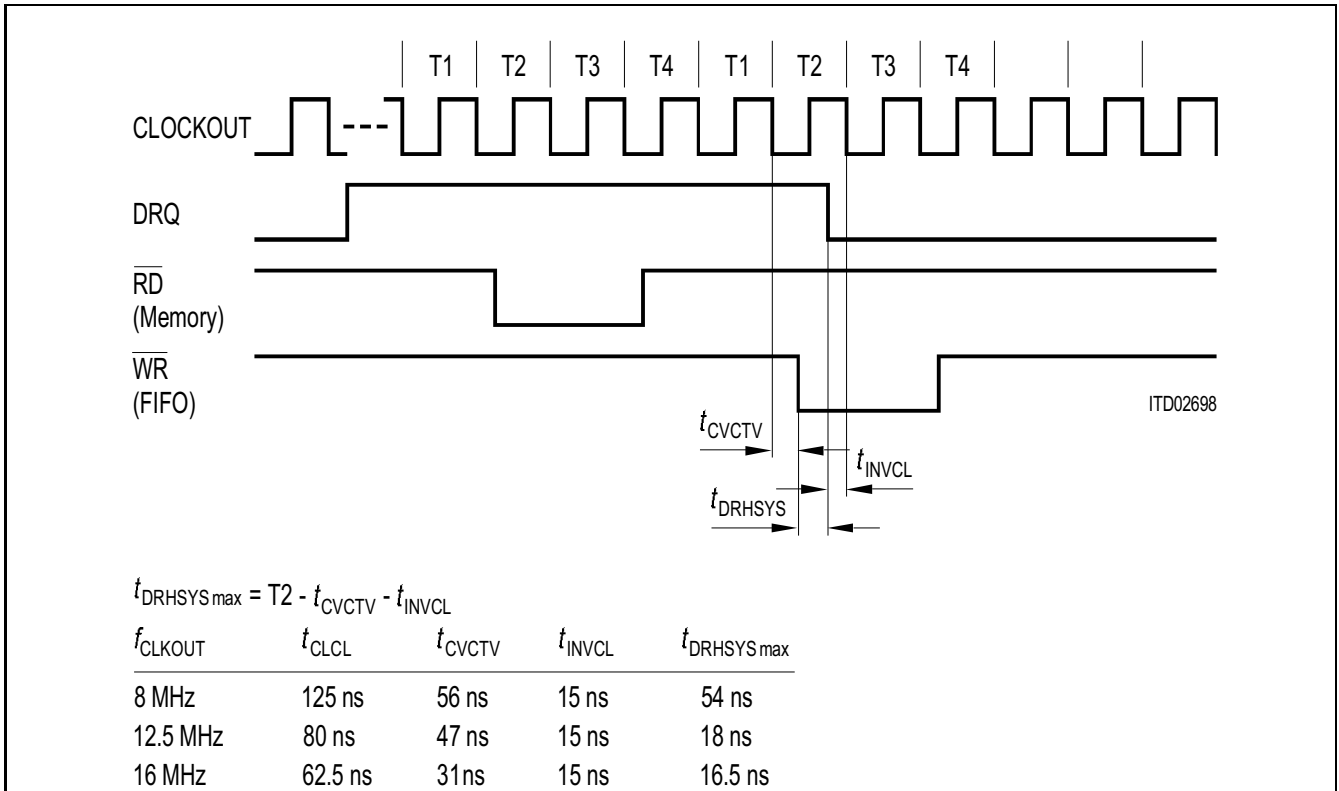 T1 T2 T3 T4 T1 T2 T3 T4
CLOCKOUT
DRQ
RD
(Memory)
WR
(FIFO)
ITD02698
tCVCTV
tINVCL
tDRHSYS
tDRHSYS max = T2 - tCVCTV - tINVCL
fCLKOUT tCLCL tCVCTV tINVCL tDRHSYS max
8 MHz 125 ns 56 ns 15 ns 54 ns
12.5 MHz 80 ns 47 ns 15 ns 18 ns
16 MHz 62.5 ns 31ns 15 ns 16.5 ns